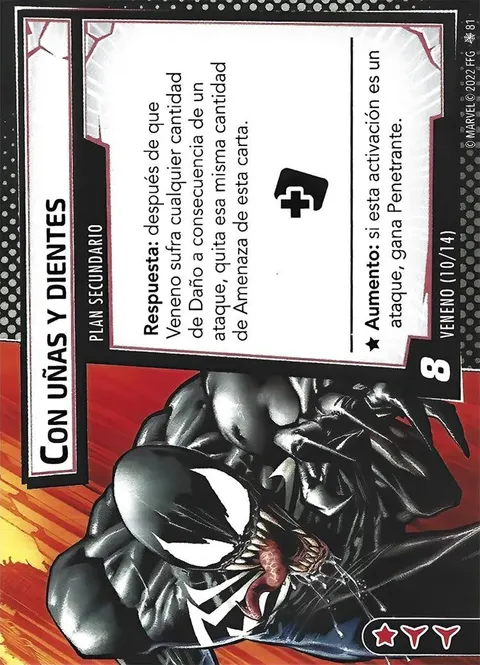 CON UÑAS Y DIENTES
PLAN SECUNDARIO
Respuesta: después de que
Veneno sufra cualquier cantidad
de Daño a consecuencia de un
ataque, quita esa misma cantidad
de Amenaza de esta carta.
★ Aumento: si esta activación es un
ataque, gana Penetrante.
8
VENENO (10/14)
© MARVEL © 2022 FFG 81